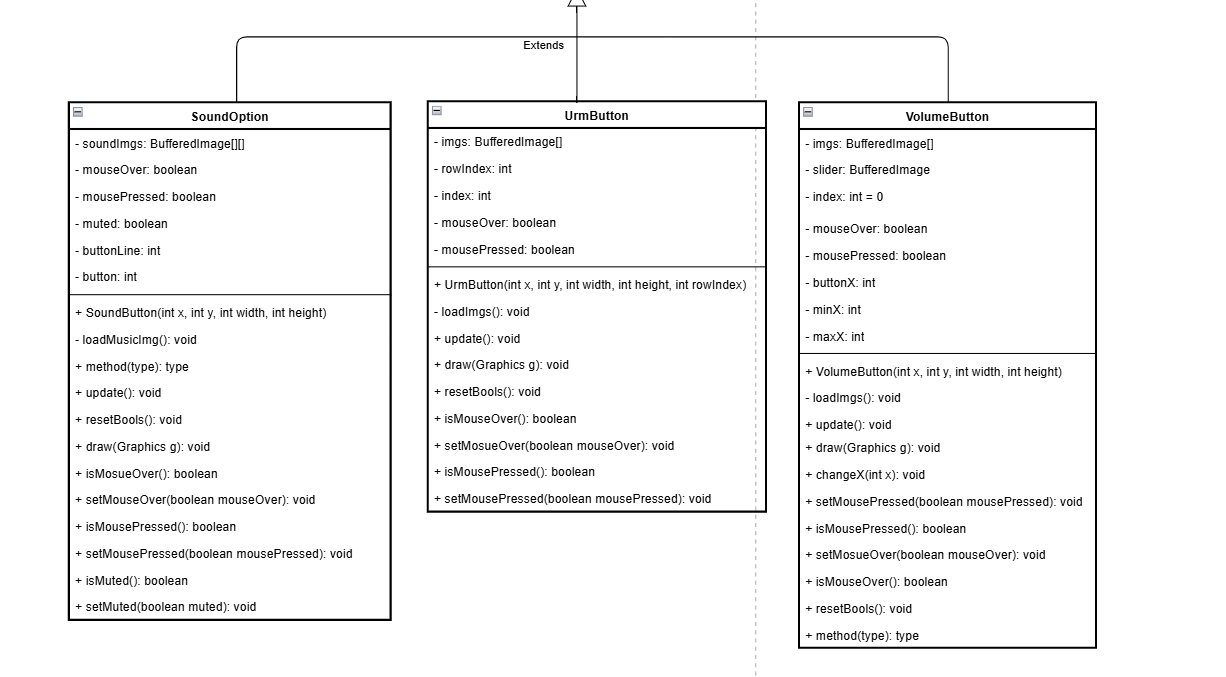 Extends
SoundOption
- soundImgs: BufferedImage[][]
- mouseOver: boolean
- mousePressed: boolean
- muted: boolean
- buttonLine: int
- button: int
+ SoundButton(int x, int y, int width, int height)
- loadMusicImg(): void
+ method(type): type
+ update(): void
+ resetBools(): void
+ draw(Graphics g): void
+ isMosueOver(): boolean
+ setMouseOver(boolean mouseOver): void
+ isMousePressed(): boolean
+ setMousePressed(boolean mousePressed): void
+ isMuted(): boolean
+ setMuted(boolean muted): void
UrmButton
- imgs: BufferedImage[]
- rowIndex: int
- index: int
- mouseOver: boolean
- mousePressed: boolean
+ UrmButton(int x, int y, int width, int height, int rowIndex)
- loadImgs(): void
+ update(): void
+ draw(Graphics g): void
+ resetBools(): void
+ isMouseOver(): boolean
+ setMosueOver(boolean mouseOver): void
+ isMousePressed(): boolean
+ setMousePressed(boolean mousePressed): void
VolumeButton
- imgs: BufferedImage[]
- slider: BufferedImage
- index: int = 0
- mouseOver: boolean
- mousePressed: boolean
- buttonX: int
- minX: int
- maxX: int
+ VolumeButton(int x, int y, int width, int height)
- loadImgs(): void
+ update(): void
+ draw(Graphics g): void
+ changeX(int x): void
+ setMousePressed(boolean mousePressed): void
+ isMousePressed(): boolean
+ setMosueOver(boolean mouseOver): void
+ isMouseOver(): boolean
+ resetBools(): void
+ method(type): type